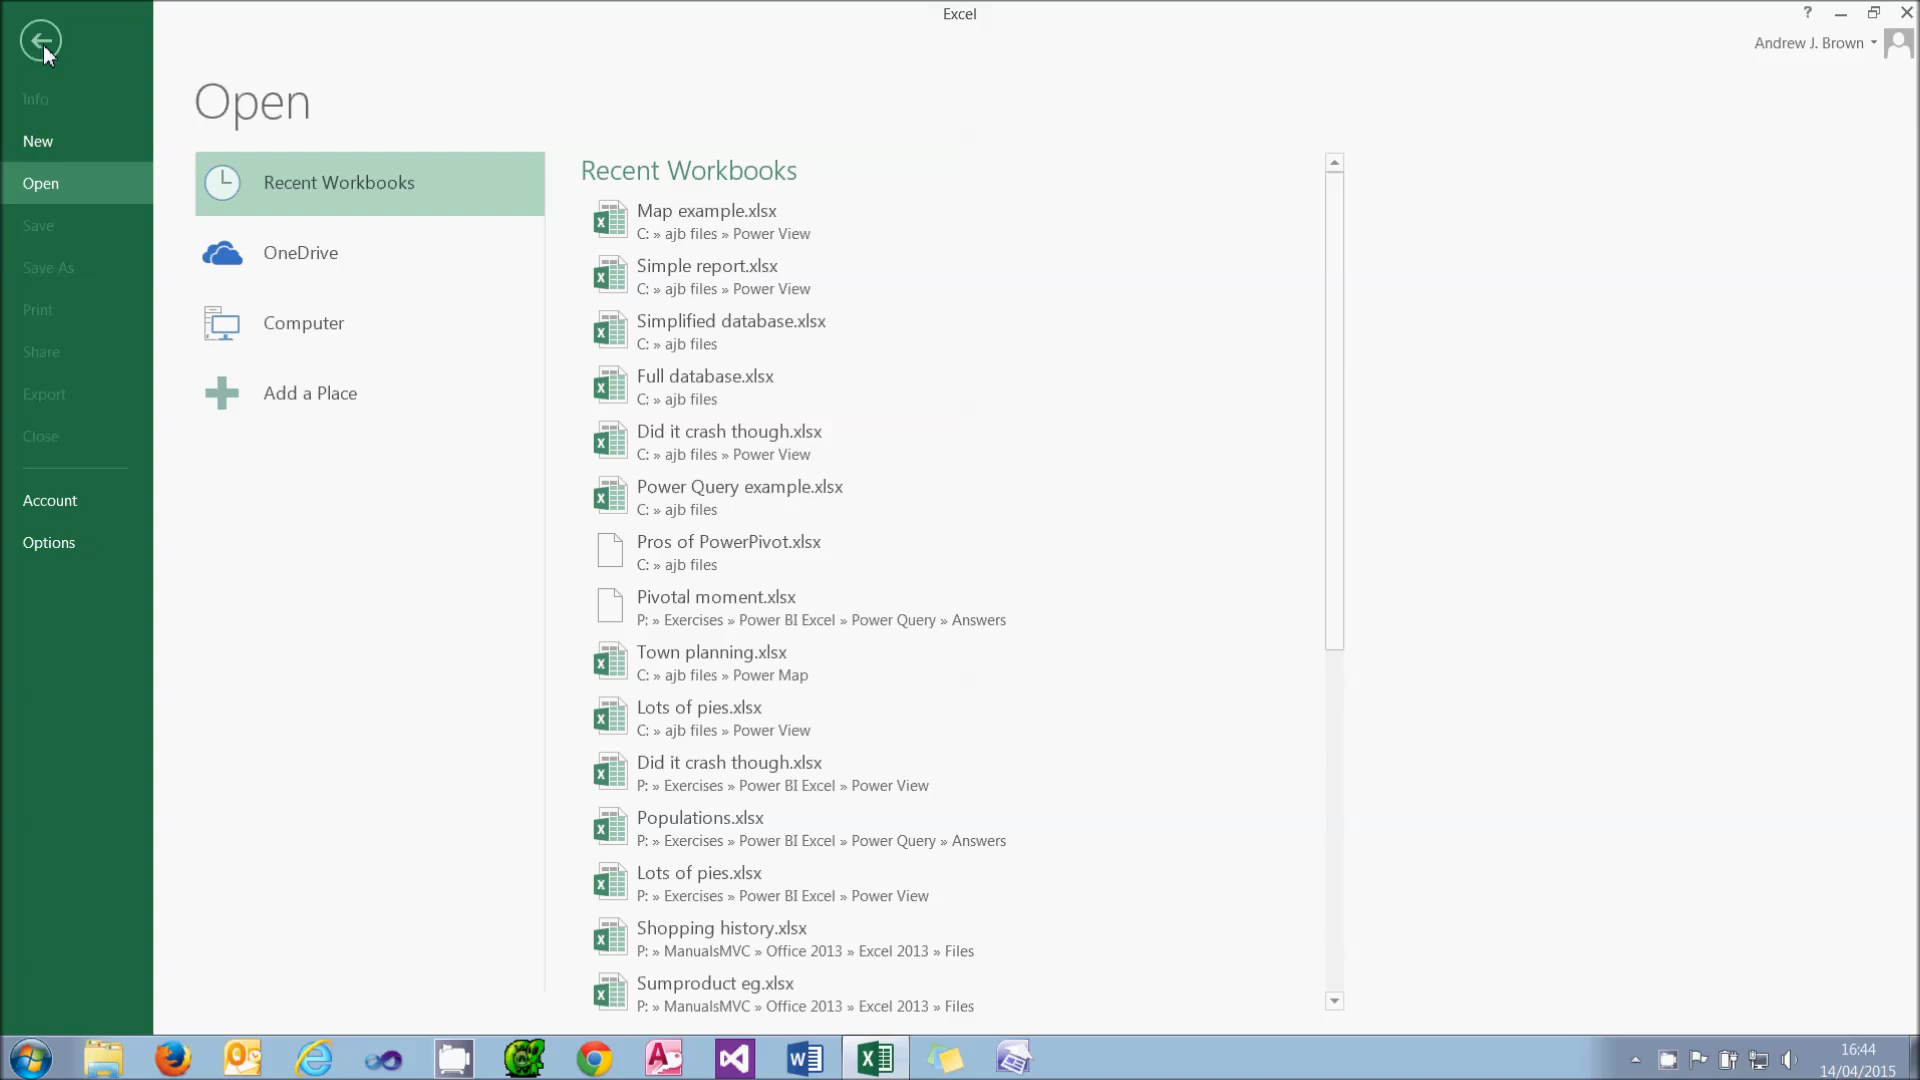 Excel
?
Andrew J. Brown
Info
New
Open
Save
Save As
Print
Share
Export
Close
Account
Options
Open
Recent Workbooks
OneDrive
Computer
Add a Place
Recent Workbooks
Map example.xlsx
C: » ajb files » Power View
Simple report.xlsx
C: » ajb files » Power View
Simplified database.xlsx
C: » ajb files
Full database.xlsx
C: » ajb files
Did it crash though.xlsx
C: » ajb files » Power View
Power Query example.xlsx
C: » ajb files
Pros of PowerPivot.xlsx
C: » ajb files
Pivotal moment.xlsx
P: » Exercises » Power BI Excel » Power Query » Answers
Town planning.xlsx
C: » ajb files » Power Map
Lots of pies.xlsx
C: » ajb files » Power View
Did it crash though.xlsx
P: » Exercises » Power BI Excel » Power View
Populations.xlsx
P: » Exercises » Power BI Excel » Power Query » Answers
Lots of pies.xlsx
P: » Exercises » Power BI Excel » Power View
Shopping history.xlsx
P: » ManualsMVC » Office 2013 » Excel 2013 » Files
Sumproduct eg.xlsx
P: » ManualsMVC » Office 2013 » Excel 2013 » Files
16:44
14/04/2015